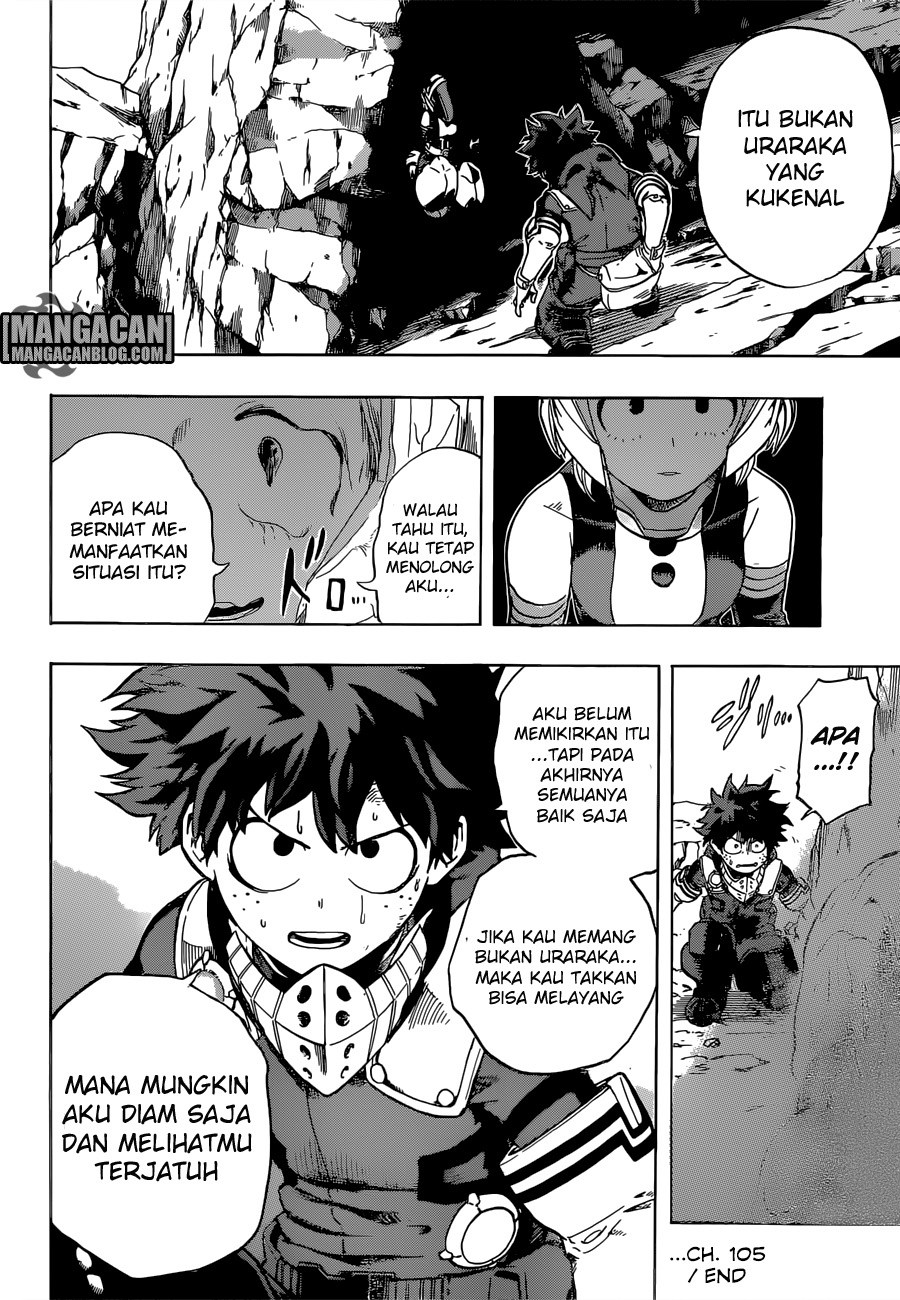 ITU BUKAN
URARAKA
YANG
KUKENAL
MANGACAN
MANGACANBLOG.COM
WALAU
TAHU ITU,
KAU TETAP
MENOLONG
AKU...
APA KAU
BERNIAT ME-
MANFAATKAN
SITUASI ITU?
ドロ...
APA
...!!
AKU BELUM
MEMIKIRKAN ITU
...TAPI PADA
AKHIRNYA
SEMUANYA
BAIK SAJA
JIKA KAU MEMANG
BUKAN URARAKA...
MAKA KAU TAKKAN
BISA MELAYANG
MANA MUNGKIN
AKU DIAM SAJA
DAN MELIHATMU
TERJATUH
...CH. 105
/ END